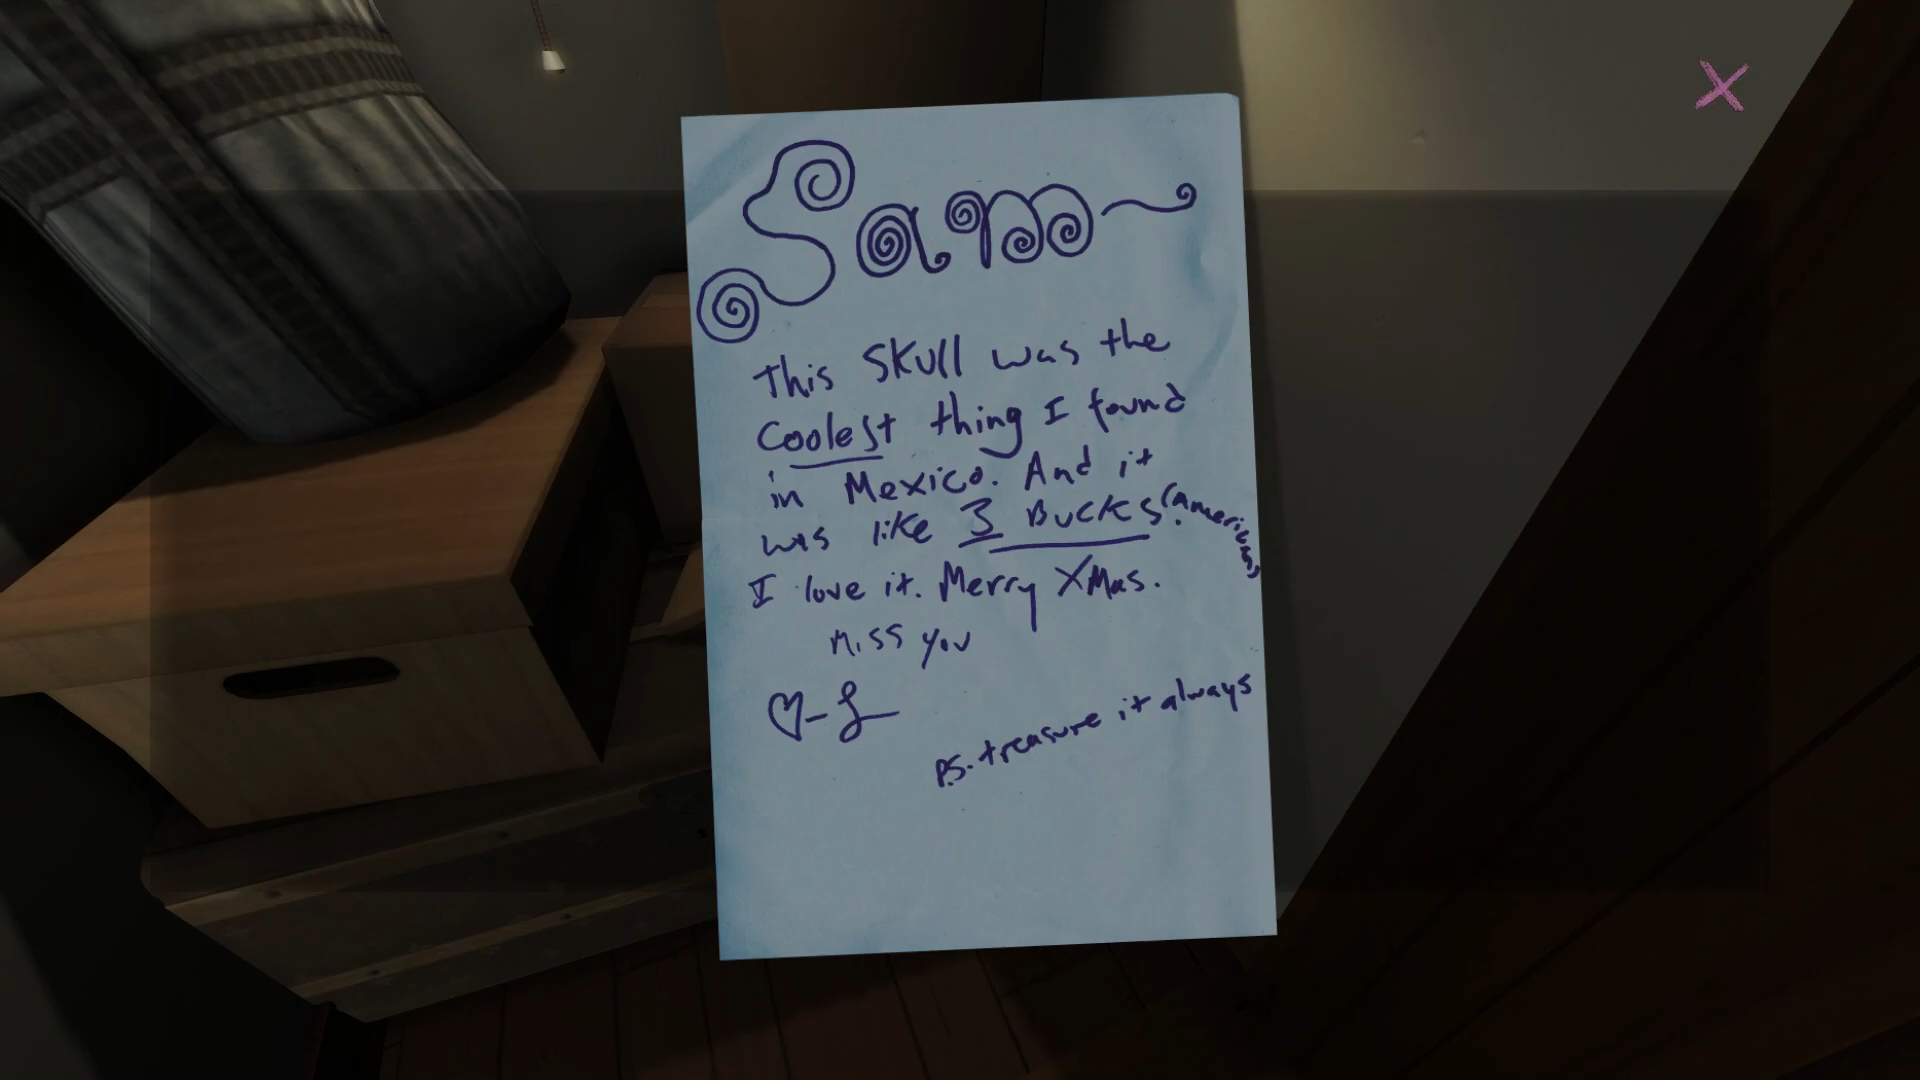 Sam
This SKUll was the
Coolest thing I found
in Mexico. And it
was like 3 BUCKS. (American)
I love it. Merry XMas.
Miss you
♡-L
P.S. treasure it always